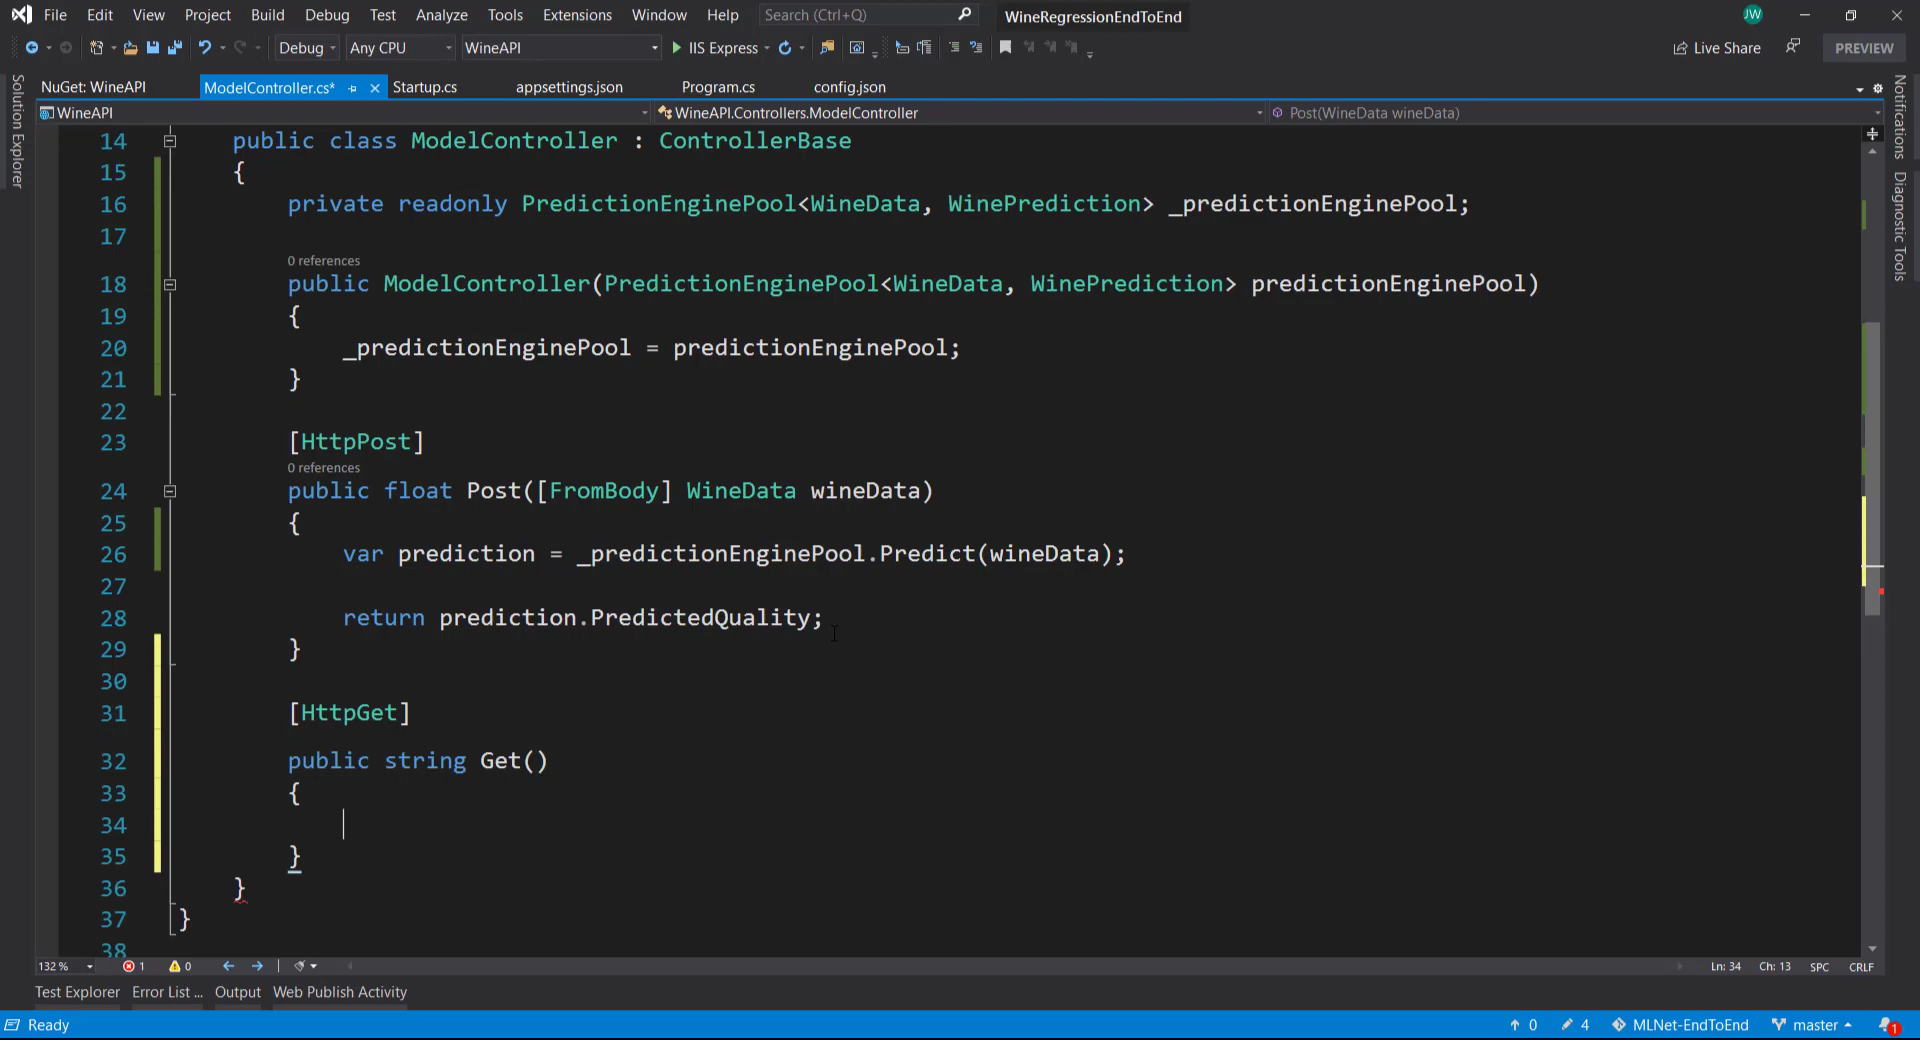 File Edit View Project Build Debug Test Analyze Tools Extensions Window Help Search (Ctrl+Q) WineRegressionEndToEnd JW
Debug Any CPU WineAPI IIS Express Live Share PREVIEW
NuGet: WineAPI ModelController.cs* Startup.cs appsettings.json Program.cs config.json
WineAPI WineAPI.Controllers.ModelController Post(WineData wineData)
Solution Explorer
Notifications
Diagnostic Tools
14 public class ModelController : ControllerBase
15 {
16 private readonly PredictionEnginePool<WineData, WinePrediction> _predictionEnginePool;
17
0 references
18 public ModelController(PredictionEnginePool<WineData, WinePrediction> predictionEnginePool)
19 {
20 _predictionEnginePool = predictionEnginePool;
21 }
22
23 [HttpPost]
0 references
24 public float Post([FromBody] WineData wineData)
25 {
26 var prediction = _predictionEnginePool.Predict(wineData);
27
28 return prediction.PredictedQuality;
29 }
30
31 [HttpGet]
32 public string Get()
33 {
34
35 }
36 }
37 }
38
132 % 1 0 Ln: 34 Ch: 13 SPC CRLF
Test Explorer Error List ... Output Web Publish Activity
Ready 0 4 MLNet-EndToEnd master 1